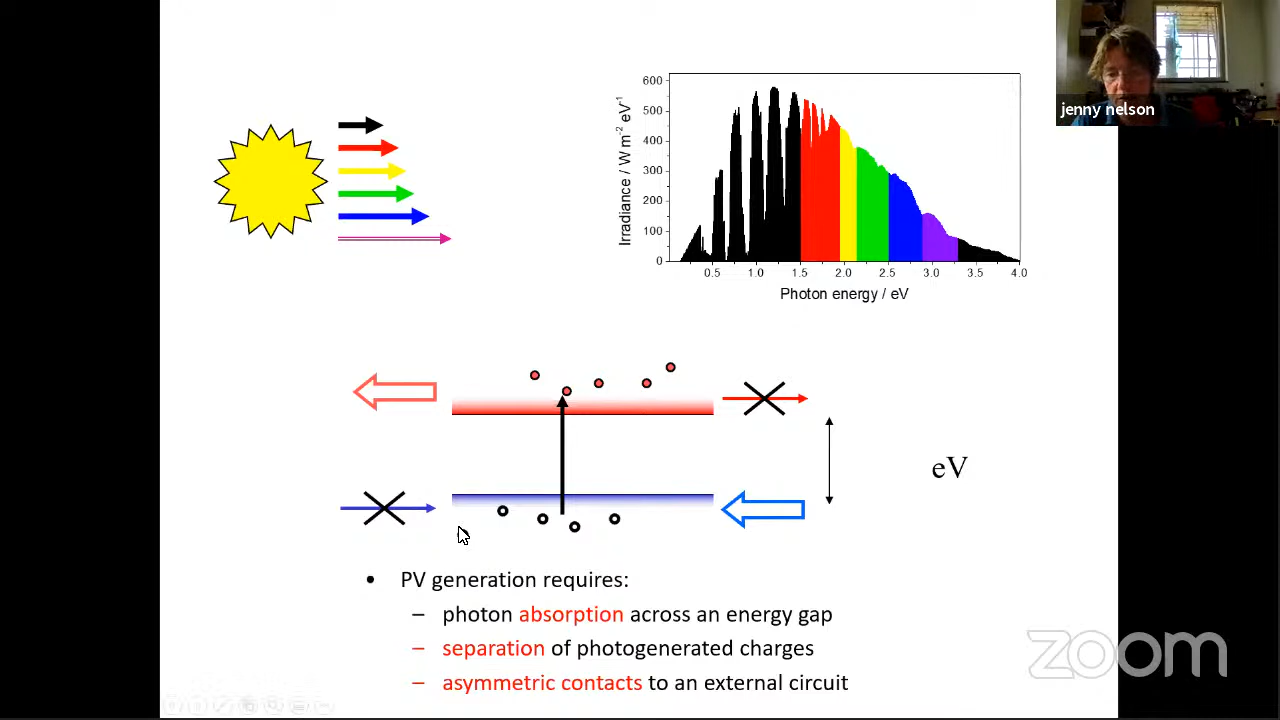 jenny nelson
Irradiance / W m⁻² eV⁻¹
600
500
400
300
200
100
0
0.5 1.0 1.5 2.0 2.5 3.0 3.5 4.0
Photon energy / eV
eV
• PV generation requires:
– photon absorption across an energy gap
– separation of photogenerated charges
– asymmetric contacts to an external circuit
zoom